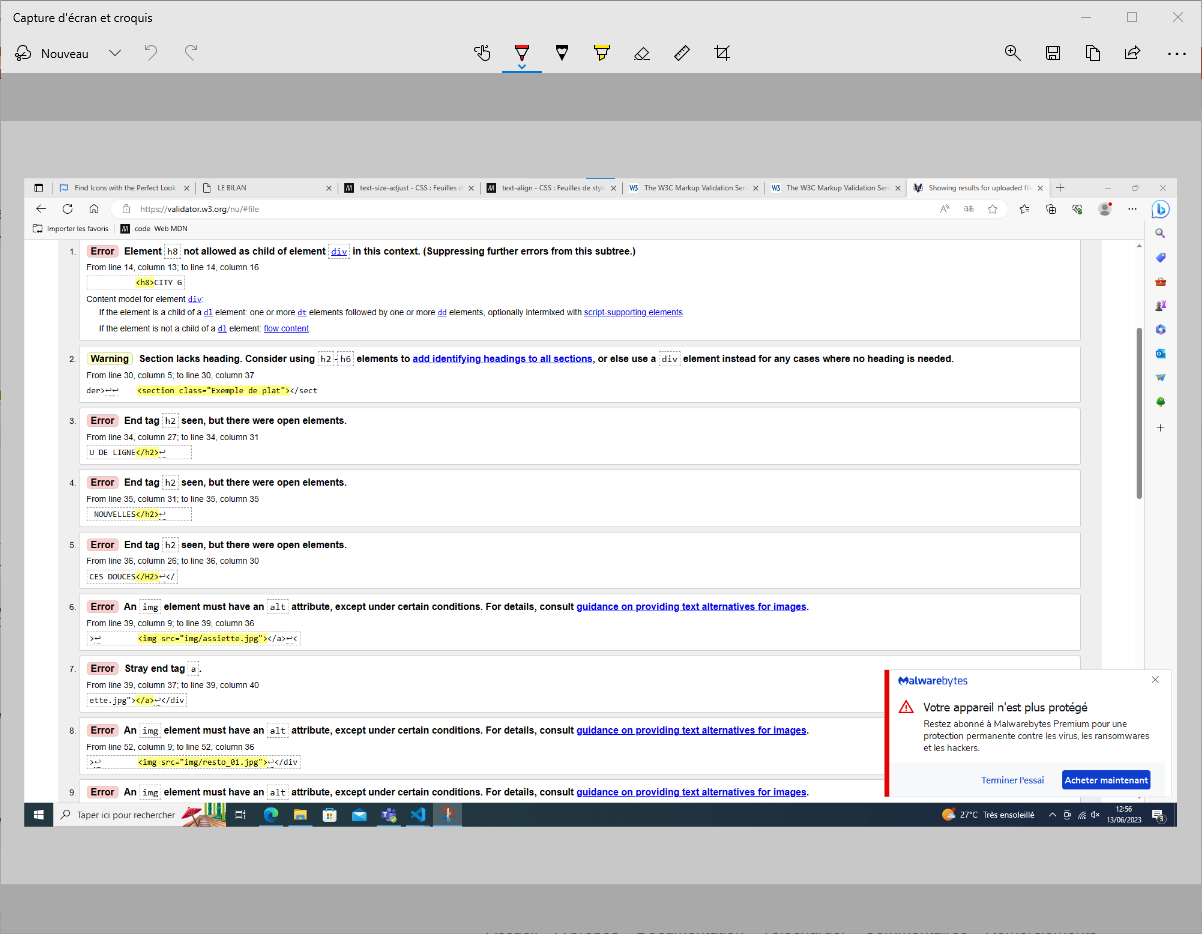 Capture d'écran et croquis
Nouveau
Find Icons with the Perfect Look
LE BILAN
text-size-adjust - CSS : Feuilles d
text-align - CSS : Feuilles de style
The W3C Markup Validation Ser
The W3C Markup Validation Ser
Showing results for uploaded file
https://validator.w3.org/nu/#file
Importer les favoris
code Web MDN
1. Error Element h8 not allowed as child of element div in this context. (Suppressing further errors from this subtree.)
From line 14, column 13; to line 14, column 16
<h8>CITY G
Content model for element div:
If the element is a child of a dl element: one or more dt elements followed by one or more dd elements, optionally intermixed with script-supporting elements.
If the element is not a child of a dl element: flow content.
2. Warning Section lacks heading. Consider using h2-h6 elements to add identifying headings to all sections, or else use a div element instead for any cases where no heading is needed.
From line 30, column 5; to line 30, column 37
der>↩↩ <section class="Exemple de plat"></sect
3. Error End tag h2 seen, but there were open elements.
From line 34, column 27; to line 34, column 31
U DE LIGNE</h2>↩
4. Error End tag h2 seen, but there were open elements.
From line 35, column 31; to line 35, column 35
NOUVELLES</h2>↩
5. Error End tag h2 seen, but there were open elements.
From line 36, column 26; to line 36, column 30
CES DOUCES</H2>↩</
6. Error An img element must have an alt attribute, except under certain conditions. For details, consult guidance on providing text alternatives for images.
From line 39, column 9; to line 39, column 36
>↩ <img src="img/assiette.jpg"></a>↩<
7. Error Stray end tag a.
From line 39, column 37; to line 39, column 40
ette.jpg"></a>↩</div
8. Error An img element must have an alt attribute, except under certain conditions. For details, consult guidance on providing text alternatives for images.
From line 52, column 9; to line 52, column 36
>↩ <img src="img/resto_01.jpg">↩</div
9. Error An img element must have an alt attribute, except under certain conditions. For details, consult guidance on providing text alternatives for images.
Malwarebytes
Votre appareil n'est plus protégé
Restez abonné à Malwarebytes Premium pour une
protection permanente contre les virus, les ransomwares
et les hackers.
Terminer l'essai
Acheter maintenant
Taper ici pour rechercher
27°C Très ensoleillé
12:56
13/06/2023
3